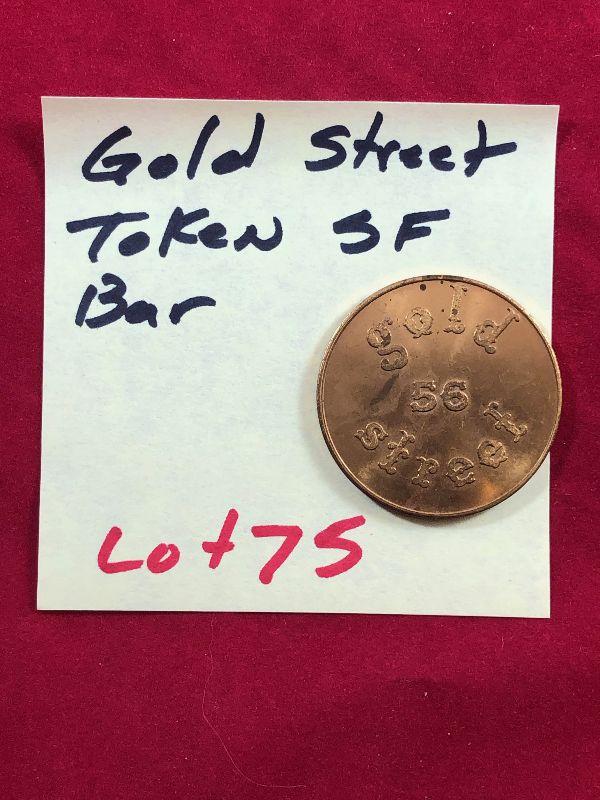 Gold Street
Token SF
Bar
gold
56
street
Lot 75